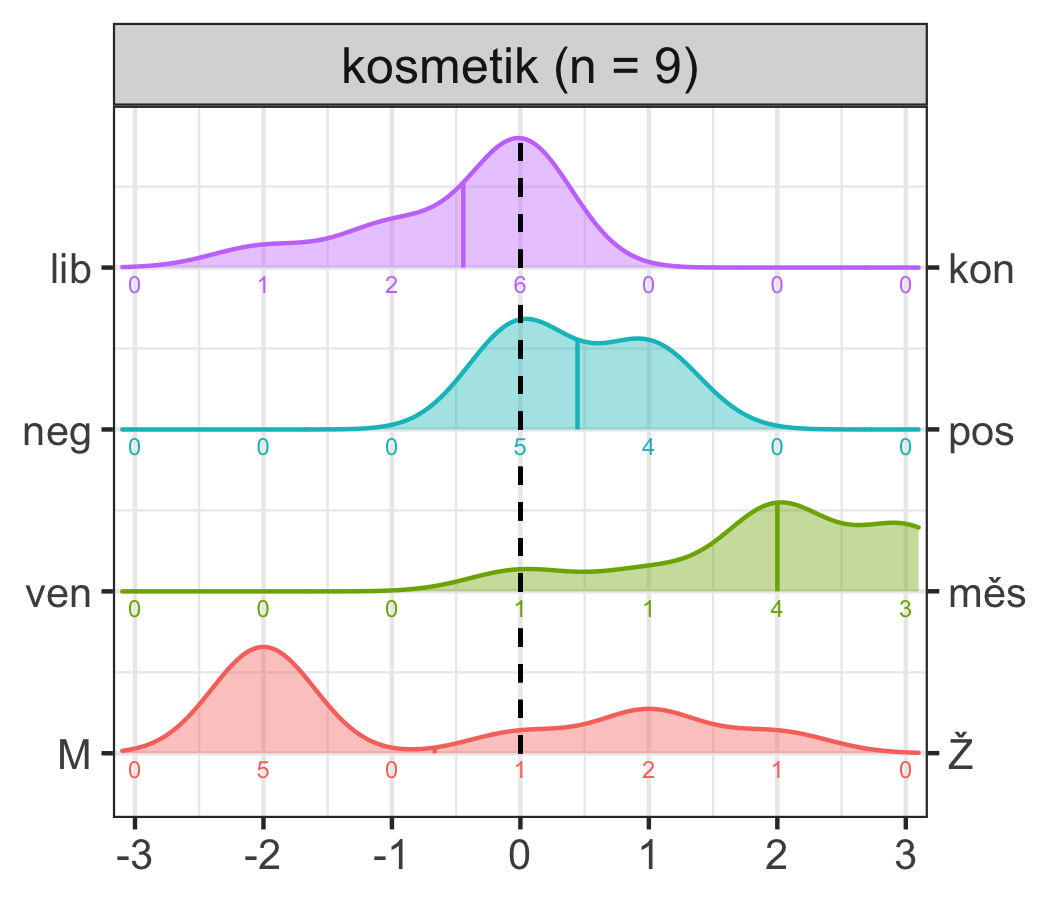 kosmetik (n = 9)
lib kon
0 1 2 6 0 0 0
neg pos
0 0 0 5 4 0 0
ven měs
0 0 0 1 1 4 3
M Ž
0 5 0 1 2 1 0
-3 -2 -1 0 1 2 3